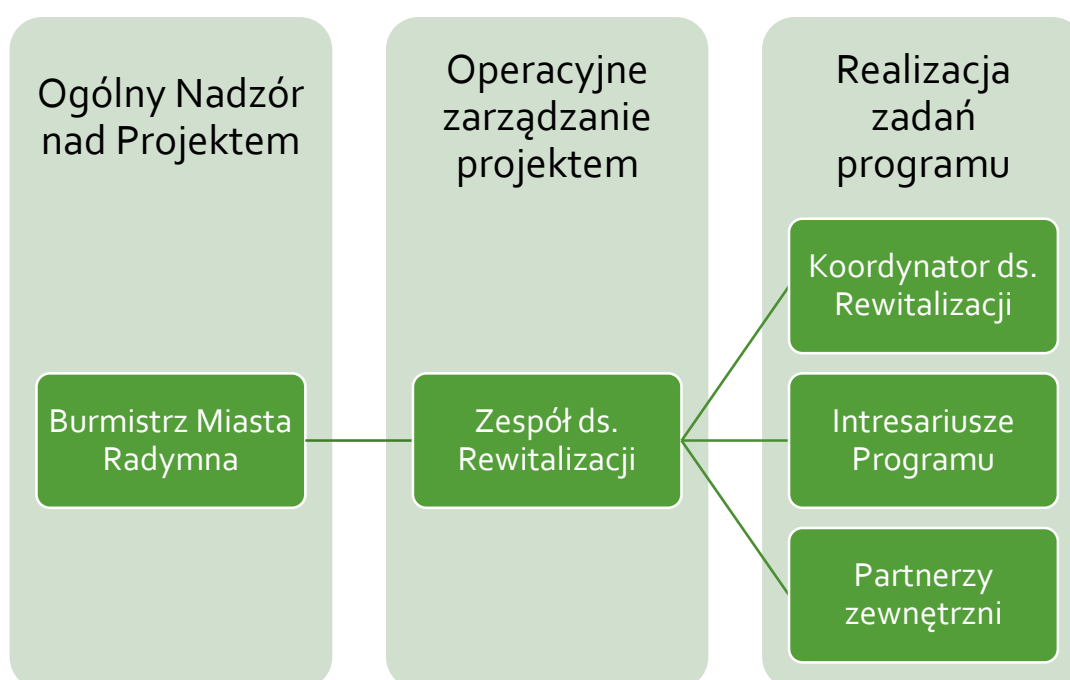 Ogólny Nadzór
nad Projektem
Burmistrz Miasta
Radymna
Operacyjne
zarządzanie
projektem
Zespół ds.
Rewitalizacji
Realizacja
zadań
programu
Koordynator ds.
Rewitalizacji
Intresariusze
Programu
Partnerzy
zewnętrzni